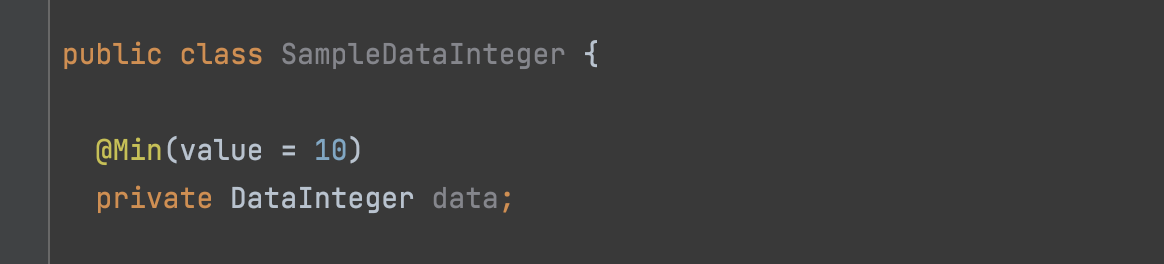 public class SampleDataInteger {
@Min(value = 10)
private DataInteger data;